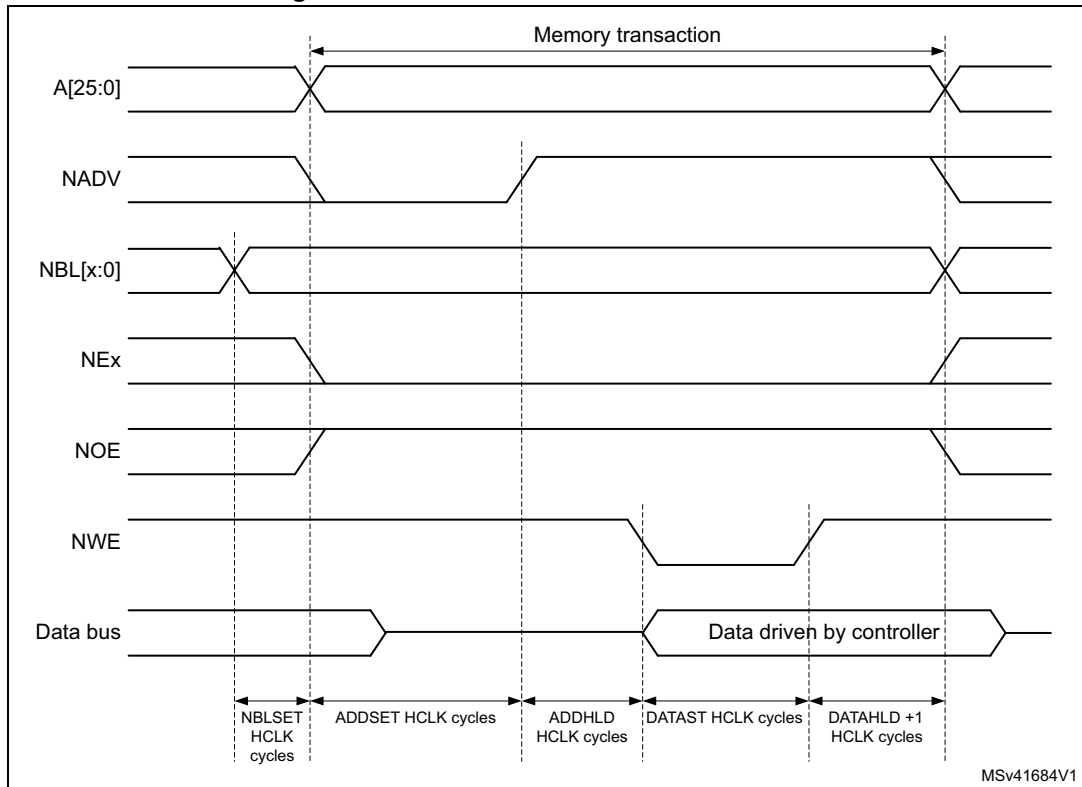 Memory transaction
A[25:0]
NADV
NBL[x:0]
NEx
NOE
NWE
Data bus
Data driven by controller
NBLSET
HCLK
cycles
ADDSET HCLK cycles
ADDHLD
HCLK cycles
DATAST HCLK cycles
DATAHLD +1
HCLK cycles
MSv41684V1